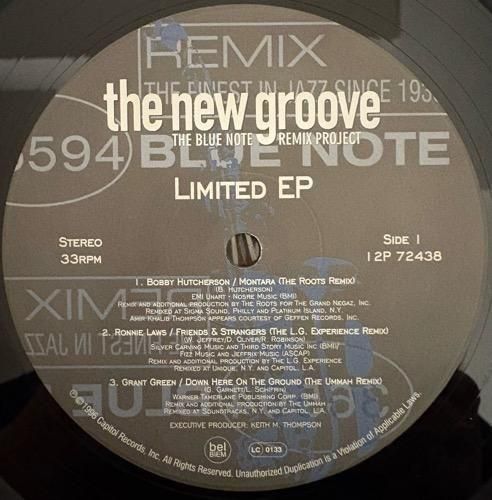 REMIX
THE FINEST IN JAZZ SINCE 193
the new groove
THE BLUE NOTE REMIX PROJECT
6594 BLUE NOTE
LIMITED EP
STEREO
33RPM
SIDE 1
12P 72438
1. BOBBY HUTCHERSON / MONTARA (THE ROOTS REMIX)
(B. HUTCHERSON)
EMI UNART - NOSRE MUSIC (BMI)
REMIX AND ADDITIONAL PRODUCTION BY THE ROOTS FOR THE GRAND NEGAZ, INC.
REMIXED AT SIGMA SOUND, PHILLY AND PLATINUM ISLAND, N.Y.
AMIR KHALIB THOMPSON APPEARS COURTESY OF GEFFEN RECORDS, INC.
2. RONNIE LAWS / FRIENDS & STRANGERS (THE L.G. EXPERIENCE REMIX)
(W. JEFFREY/D. OLIVER/R. ROBINSON)
SILVER CARVING MUSIC AND THIRD STORY MUSIC INC (BMI)/
FIZZ MUSIC AND JEFFRIX MUSIC (ASCAP)
REMIX AND ADDITIONAL PRODUCTION BY THE L.G. EXPERIENCE
REMIXED AT UNIQUE, N.Y. AND CAPITOL, L.A.
3. GRANT GREEN / DOWN HERE ON THE GROUND (THE UMMAH REMIX)
(G. GARNETT/L. SCHIFRIN)
WARNER TAMERLANE PUBLISHING CORP. (BMI)
REMIX AND ADDITIONAL PRODUCTION BY THE UMMAH
REMIXED AT SOUNDTRACKS, N.Y. AND CAPITOL, L.A.
EXECUTIVE PRODUCER: KEITH M. THOMPSON
bel
BIEM
LC 0133
℗ © 1996 Capitol Records, Inc. All Rights Reserved. Unauthorized Duplication is a Violation of Applicable Laws.
REMIX
EST IN JAZZ